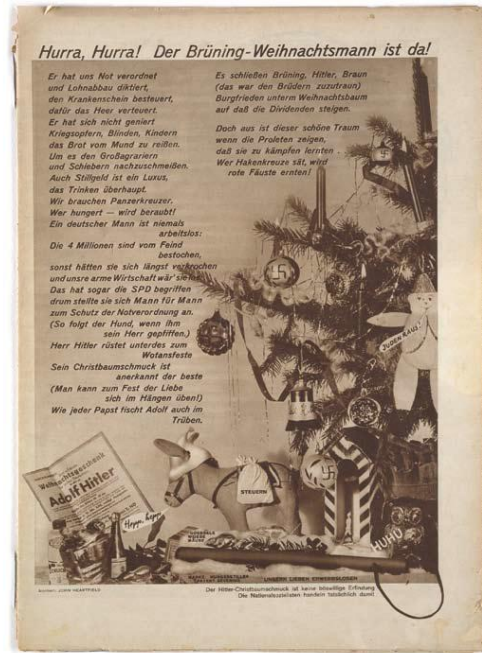 Hurra, Hurra! Der Brüning-Weihnachtsmann ist da!
Er hat uns Not verordnet
und Lohnabbau diktiert,
den Krankenschein besteuert,
dafür das Heer verteuert.
Er hat sich nicht geniert
Kriegsopfern, Blinden, Kindern
das Brot vom Mund zu reißen.
Um es den Großagrariern
und Schiebern nachzuschmeißen.
Auch Stillgeld ist ein Luxus,
das Trinken überhaupt.
Wir brauchen Panzerkreuzer.
Wer hungert — wird beraubt!
Ein deutscher Mann ist niemals
arbeitslos:
Die 4 Millionen sind vom Feind
bestochen,
sonst hätten sie sich längst verkrochen
und unsre arme Wirtschaft wär' sie los
Das hat sogar die SPD begriffen
drum stellte sie sich Mann für Mann
zum Schutz der Notverordnung an.
(So folgt der Hund, wenn ihm
sein Herr gepfiffen.)
Herr Hitler rüstet unterdes zum
Wotansfeste
Sein Christbaumschmuck ist
anerkannt der beste
(Man kann zum Fest der Liebe
sich im Hängen üben!)
Wie jeder Papst fischt Adolf auch im
Trüben.
Es schließen Brüning, Hitler, Braun
(das war den Brüdern zuzutraun)
Burgfrieden unterm Weihnachtsbaum
auf daß die Dividenden steigen.
Doch aus ist dieser schöne Traum
wenn die Proleten zeigen,
daß sie zu kämpfen lernten
Wer Hakenkreuze sät, wird
rote Fäuste ernten!
JUDEN RAUS!
STEUERN
Weihnachtsgeschenk
Adolf Hitler
Hepp, hepp
HUHU
UNSERN LIEBEN ERWERBSLOSEN
JOHN HEARTFIELD
Der Hitler-Christbaumschmuck ist keine böswillige Erfindung
Die Nationalsozialisten handeln tatsächlich damit